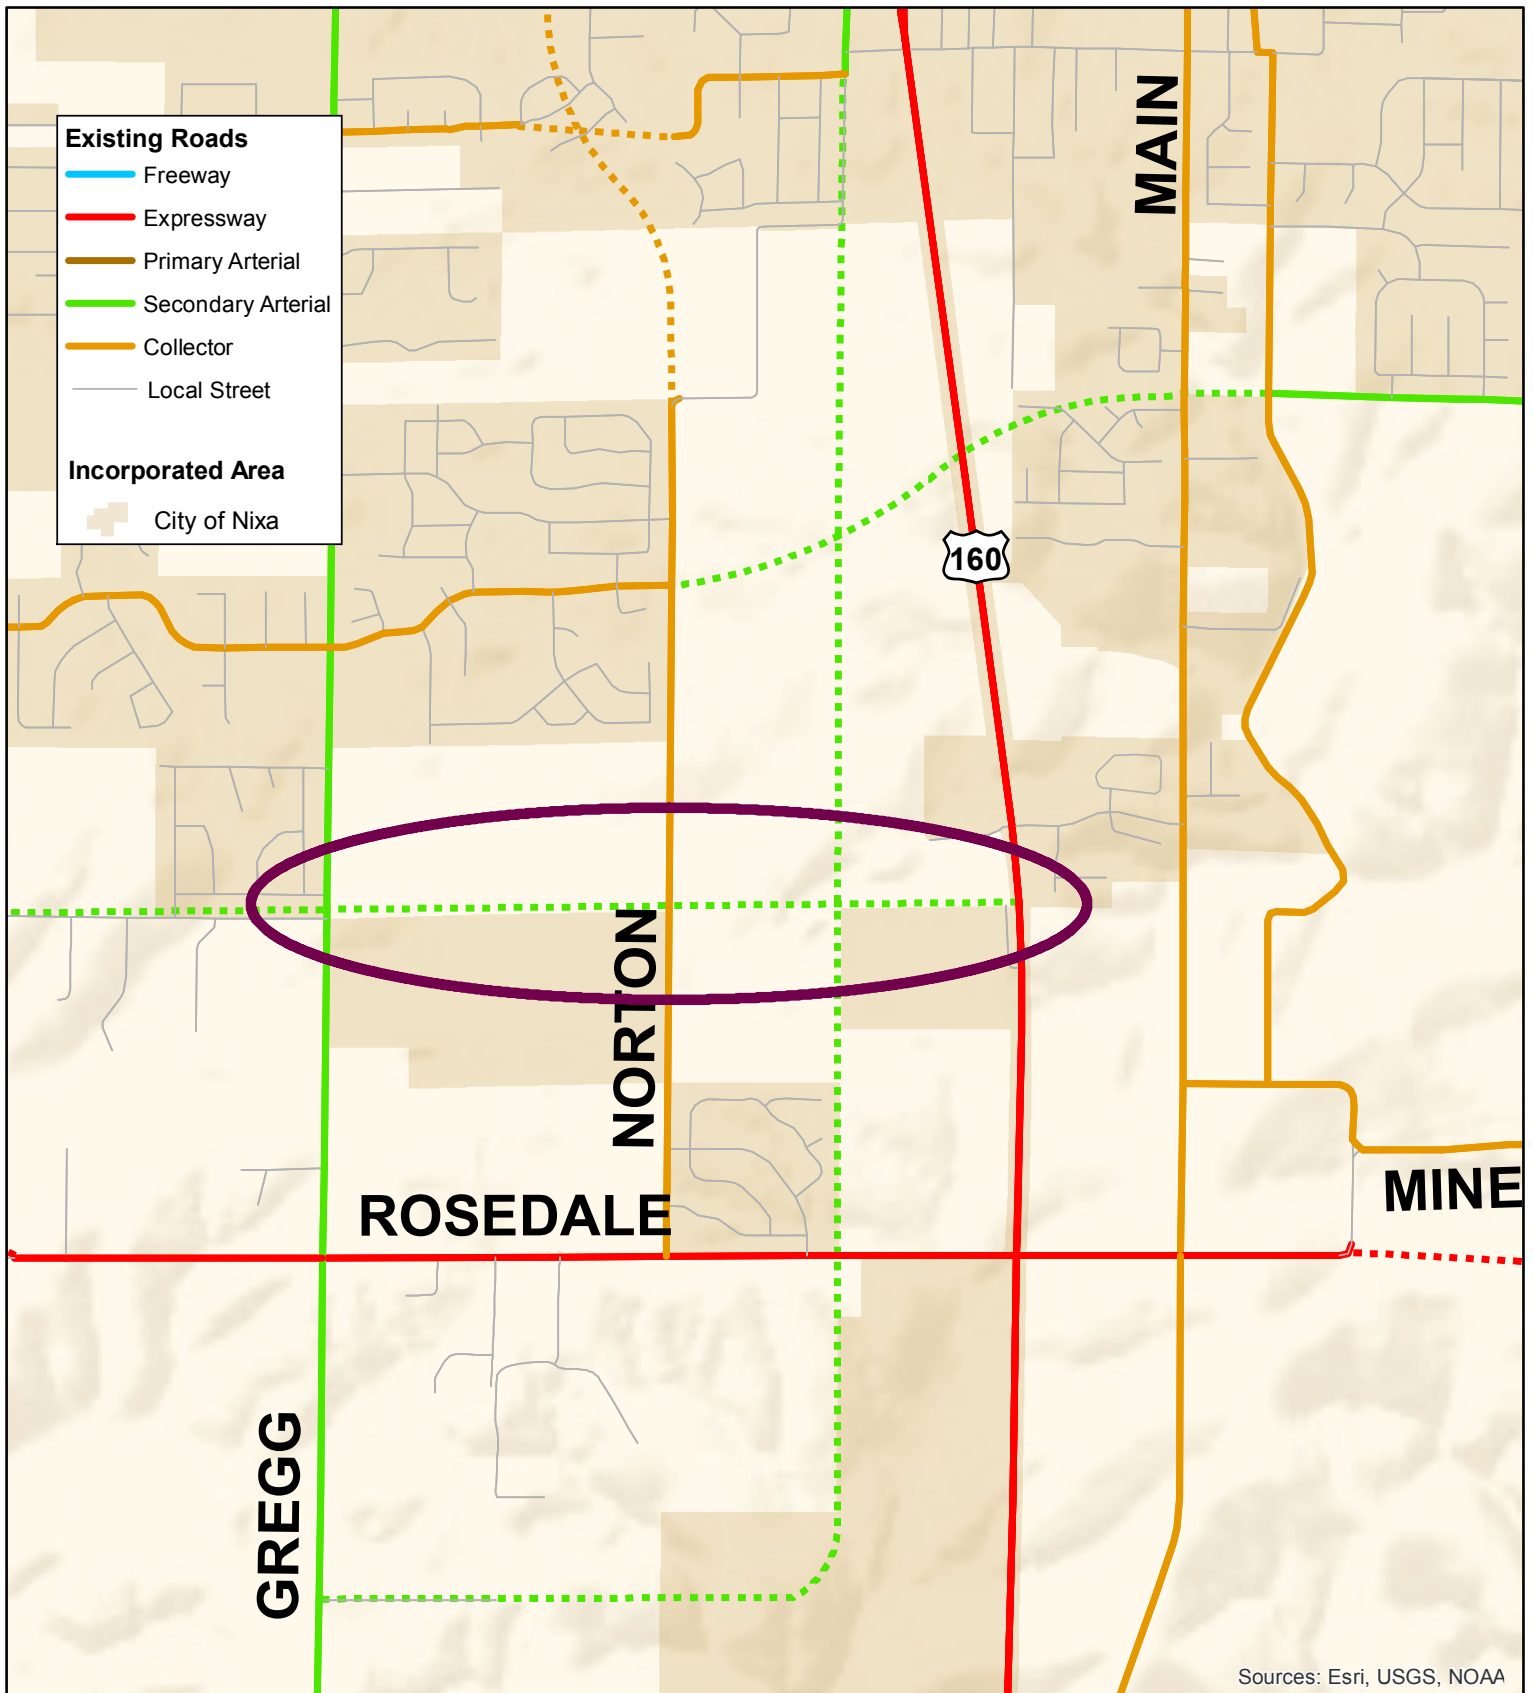 MAIN
Existing Roads
Freeway
Expressway
Primary Arterial
Secondary Arterial
Collector
Local Street
Incorporated Area
City of Nixa
160
NORTON
ROSEDALE
MINE
GREGG
Sources: Esri, USGS, NOAA